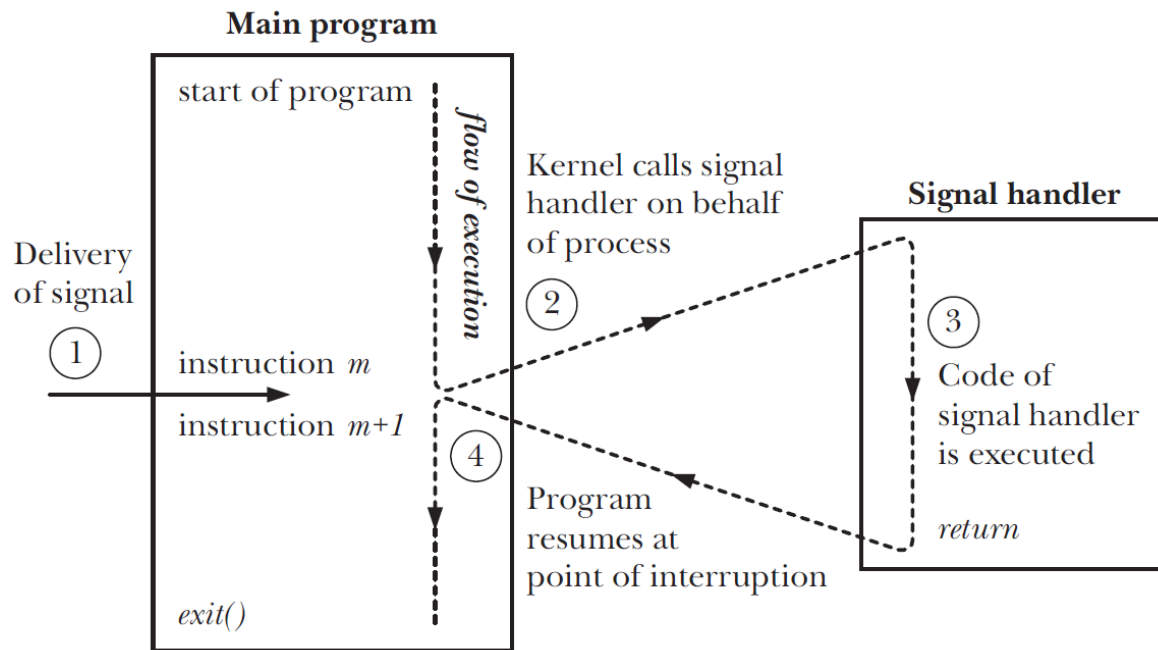 Main program
start of program
flow of execution
Kernel calls signal
handler on behalf
of process
2
Signal handler
Delivery
of signal
1
3
instruction m
instruction m+1
Code of
signal handler
is executed
4
Program
resumes at
point of interruption
return
exit()